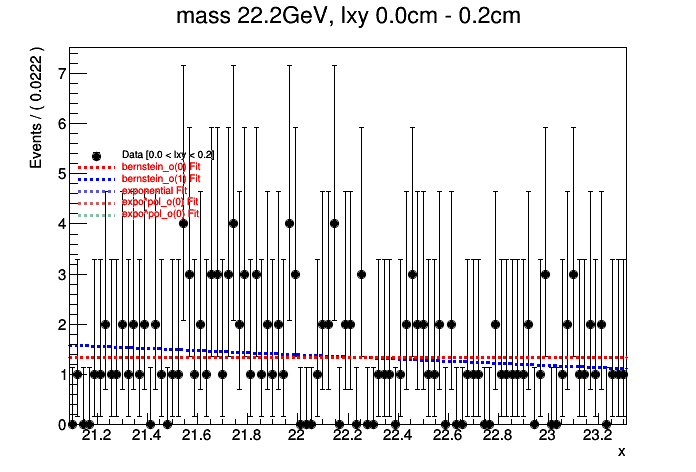 mass 22.2GeV, lxy 0.0cm - 0.2cm
Events / ( 0.0222 )
7
6
5
4
3
2
1
0
Data [0.0 < lxy < 0.2]
bernstein_o(0) Fit
bernstein_o(1) Fit
exponential Fit
expo*pol_o(0) Fit
expo*pol_o(0) Fit
21.2 21.4 21.6 21.8 22 22.2 22.4 22.6 22.8 23 23.2
x